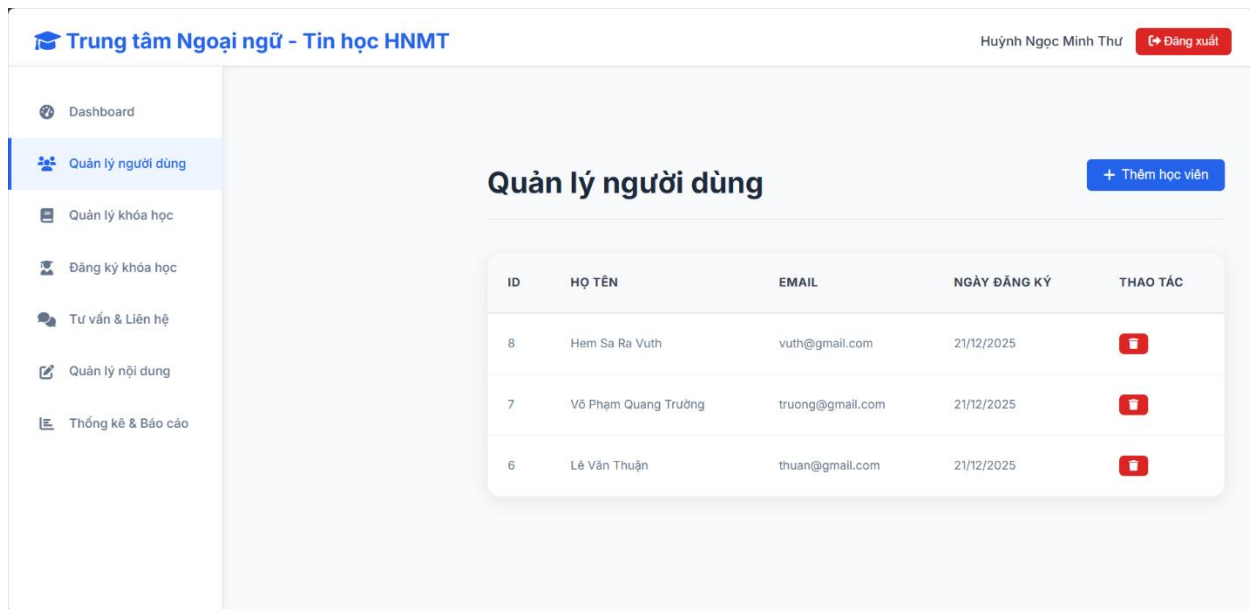 Trung tâm Ngoại ngữ - Tin học HNMT
Huỳnh Ngọc Minh Thư
Đăng xuất
Dashboard
Quản lý người dùng
Quản lý khóa học
Đăng ký khóa học
Tư vấn & Liên hệ
Quản lý nội dung
Thống kê & Báo cáo
Quản lý người dùng
+ Thêm học viên
ID HỌ TÊN EMAIL NGÀY ĐĂNG KÝ THAO TÁC
8 Hem Sa Ra Vuth vuth@gmail.com 21/12/2025
7 Võ Phạm Quang Trường truong@gmail.com 21/12/2025
6 Lê Văn Thuận thuan@gmail.com 21/12/2025